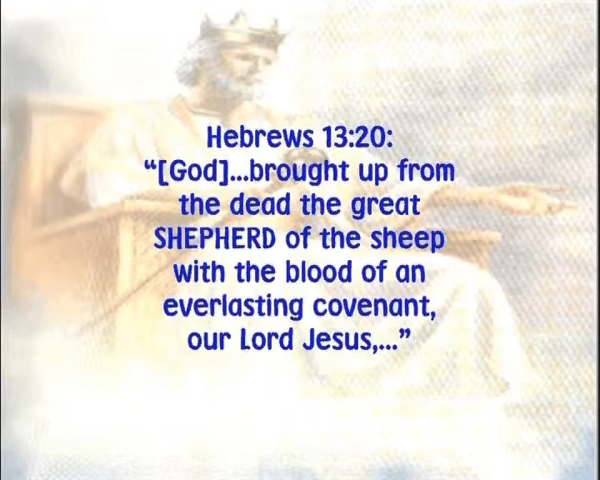 Hebrews 13:20:
“[God]...brought up from
the dead the great
SHEPHERD of the sheep
with the blood of an
everlasting covenant,
our Lord Jesus,...”